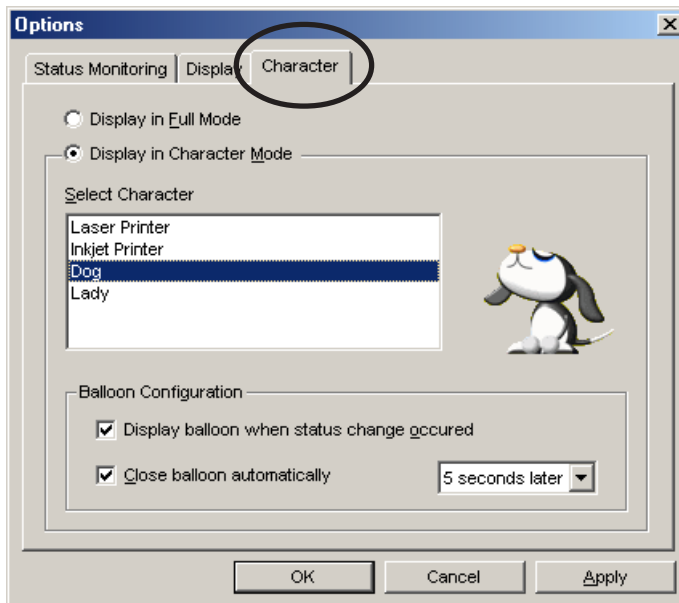 Options
Status Monitoring Display Character
Display in Full Mode
Display in Character Mode
Select Character
Laser Printer
Inkjet Printer
Dog
Lady
Balloon Configuration
Display balloon when status change occured
Close balloon automatically 5 seconds later
OK Cancel Apply